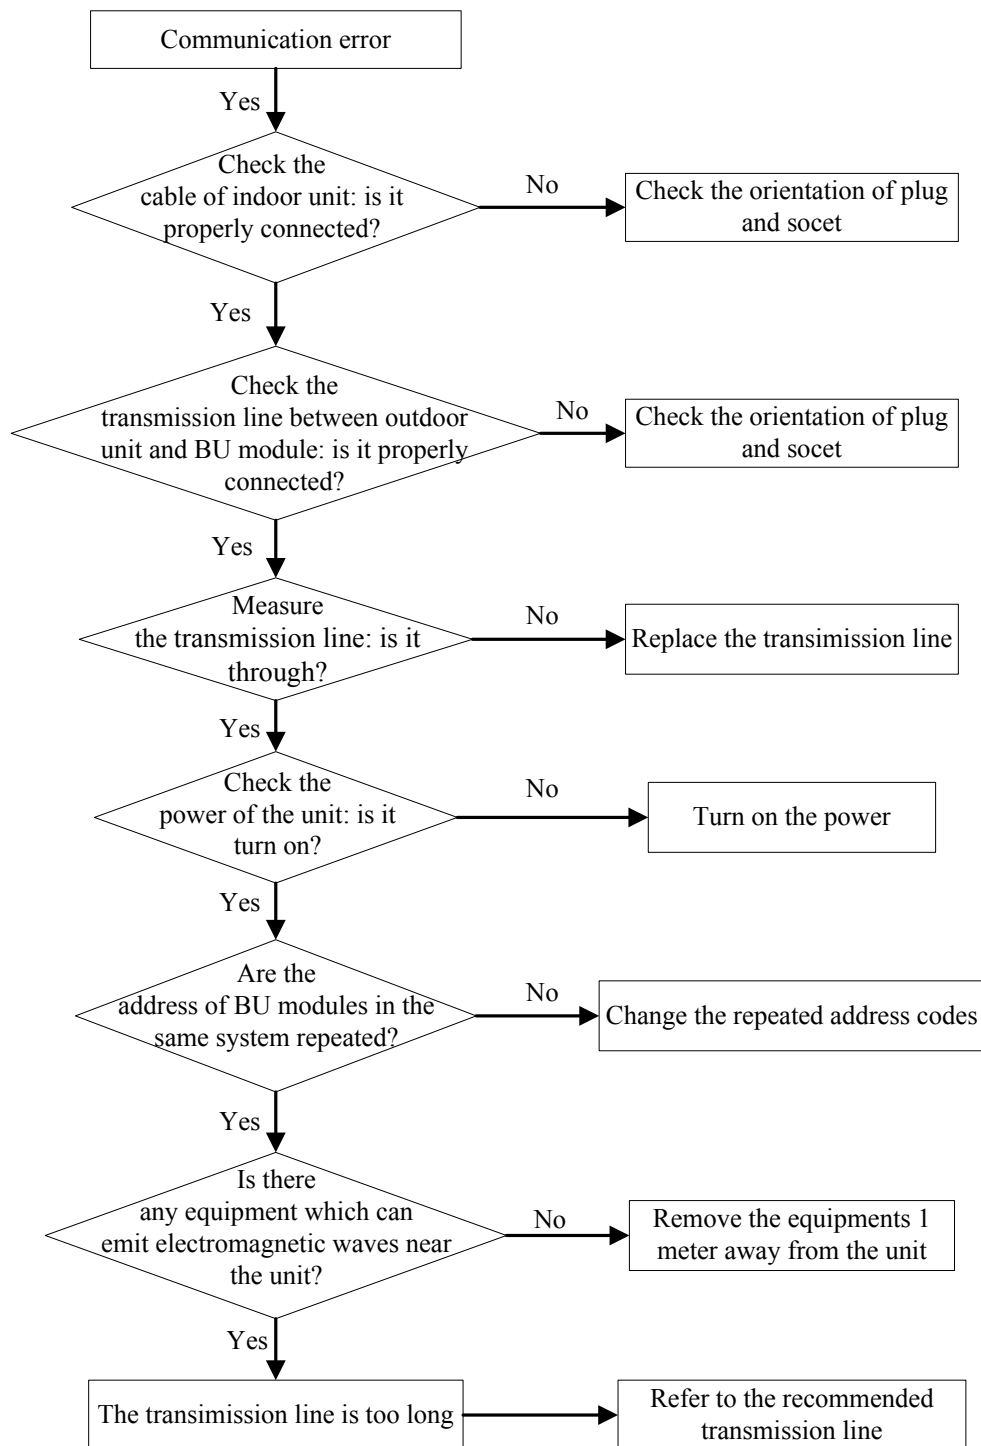 Communication error
Yes
Check the
cable of indoor unit: is it
properly connected?
No
Check the orientation of plug
and socet
Yes
Check the
transmission line between outdoor
unit and BU module: is it properly
connected?
No
Check the orientation of plug
and socet
Yes
Measure
the transmission line: is it
through?
No
Replace the transimission line
Yes
Check the
power of the unit: is it
turn on?
No
Turn on the power
Yes
Are the
address of BU modules in the
same system repeated?
No
Change the repeated address codes
Yes
Is there
any equipment which can
emit electromagnetic waves near
the unit?
No
Remove the equipments 1
meter away from the unit
Yes
The transimission line is too long
Refer to the recommended
transmission line